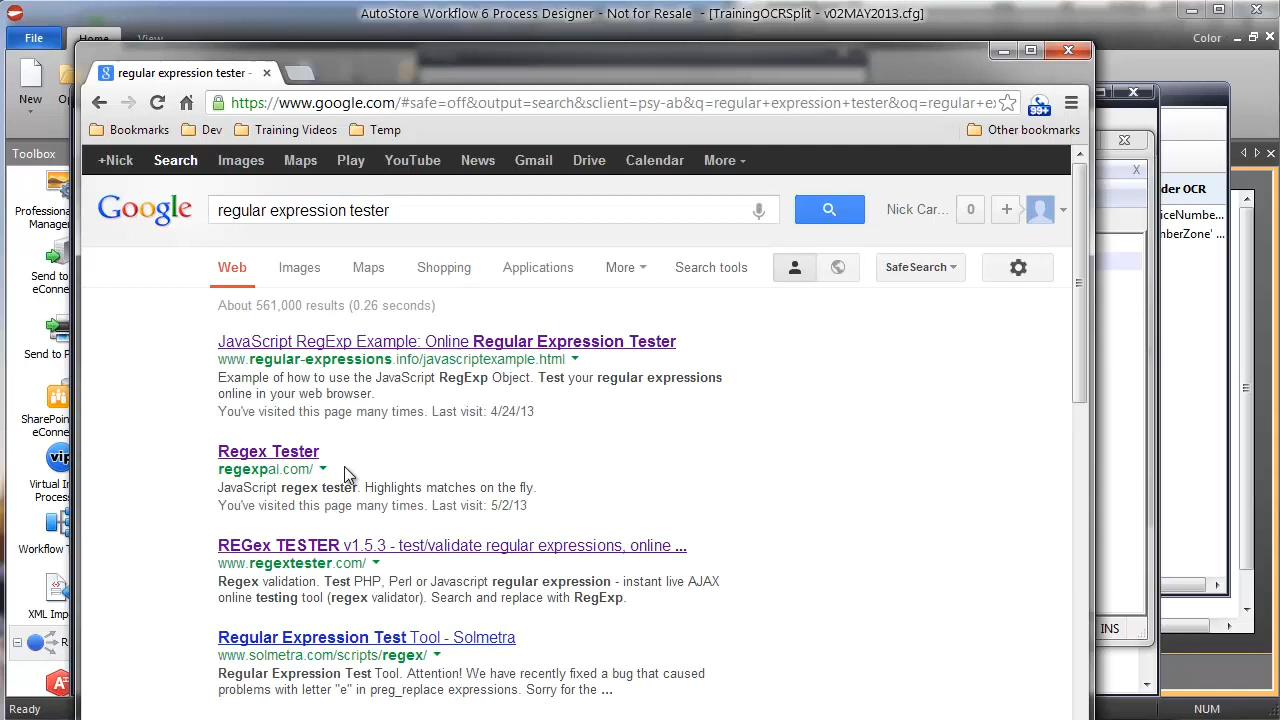 AutoStore Workflow 6 Process Designer - Not for Resale - [TrainingOCRSplit - v02MAY2013.cfg]
File
Home
View
Color
New
Toolbox
regular expression tester -
https://www.google.com/#safe=off&output=search&sclient=psy-ab&q=regular+expression+tester&oq=regular+e
99+
Bookmarks Dev Training Videos Temp Other bookmarks
+Nick Search Images Maps Play YouTube News Gmail Drive Calendar More
Google
regular expression tester
Nick Car... 0 +
Web Images Maps Shopping Applications More Search tools
SafeSearch
About 561,000 results (0.26 seconds)
JavaScript RegExp Example: Online Regular Expression Tester
www.regular-expressions.info/javascriptexample.html
Example of how to use the JavaScript RegExp Object. Test your regular expressions
online in your web browser.
You've visited this page many times. Last visit: 4/24/13
Regex Tester
regexpal.com/
JavaScript regex tester. Highlights matches on the fly.
You've visited this page many times. Last visit: 5/2/13
REGex TESTER v1.5.3 - test/validate regular expressions, online ...
www.regextester.com/
Regex validation. Test PHP, Perl or Javascript regular expression - instant live AJAX
online testing tool (regex validator). Search and replace with RegExp.
Regular Expression Test Tool - Solmetra
www.solmetra.com/scripts/regex/
Regular Expression Test Tool. Attention! We have recently fixed a bug that caused
problems with letter "e" in preg_replace expressions. Sorry for the ...
Professional
Manager
Send to
eConne
Send to P
SharePoin
eConne
vip
Virtual In
Process
Workflow T
XML Imp
R
der OCR
iceNumbe...
nberZone' ...
INS
Ready
NUM